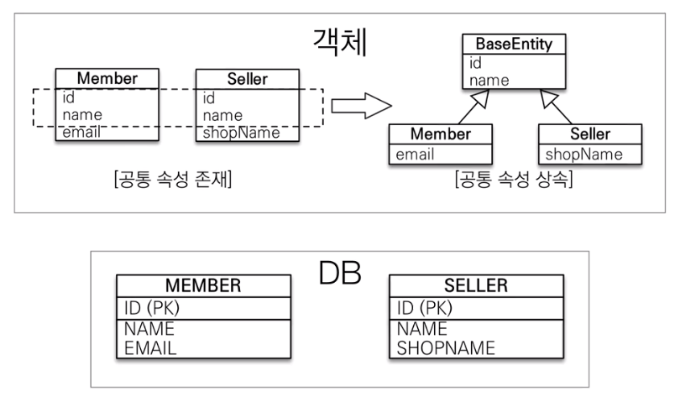 객체
Member
id
name
email
Seller
id
name
shopName
[공통 속성 존재]
BaseEntity
id
name
Member
email
Seller
shopName
[공통 속성 상속]
DB
MEMBER
ID (PK)
NAME
EMAIL
SELLER
ID (PK)
NAME
SHOPNAME